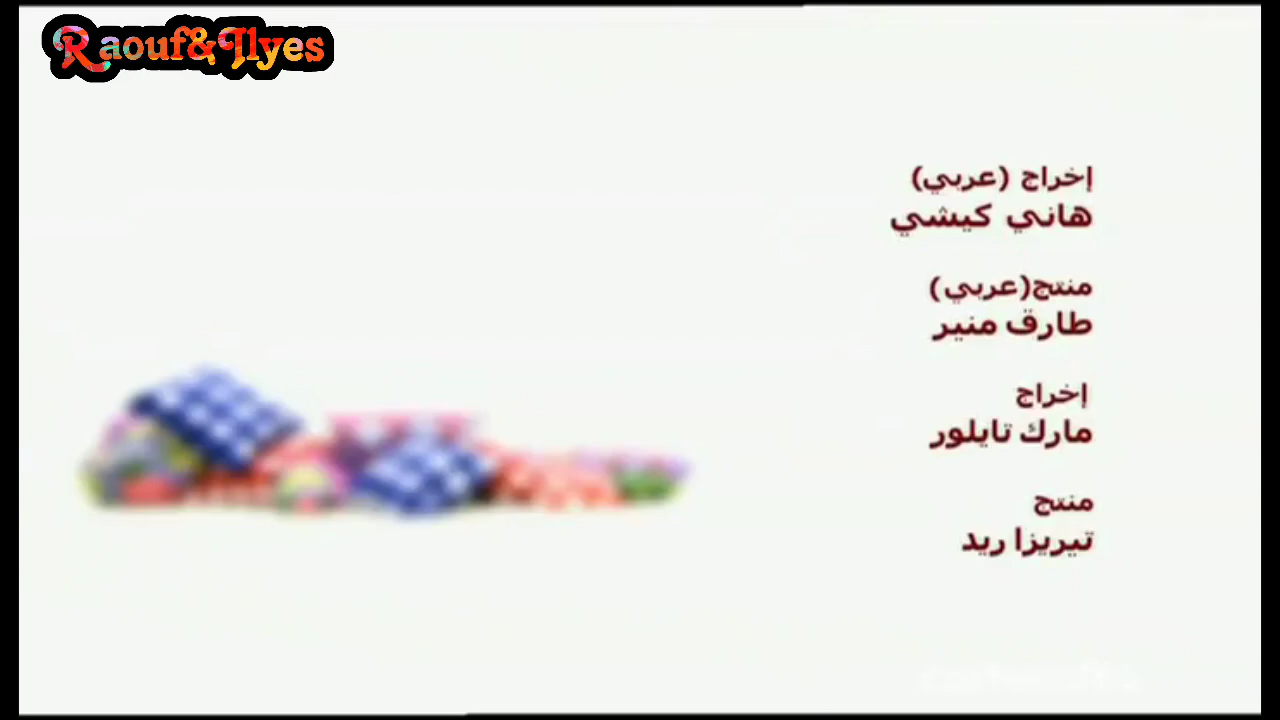 Raouf&Ilyes
إخراج (عربي)
هاني كيشي
منتج(عربي)
طارق منير
إخراج
مارك تايلور
منتج
تيريزا ريد